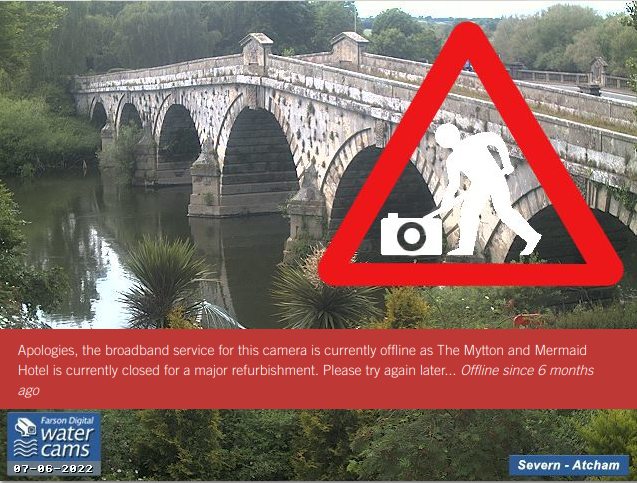 Apologies, the broadband service for this camera is currently offline as The Mytton and Mermaid
Hotel is currently closed for a major refurbishment. Please try again later... Offline since 6 months
ago
Farson Digital
water
cams
07-06-2022
Severn - Atcham